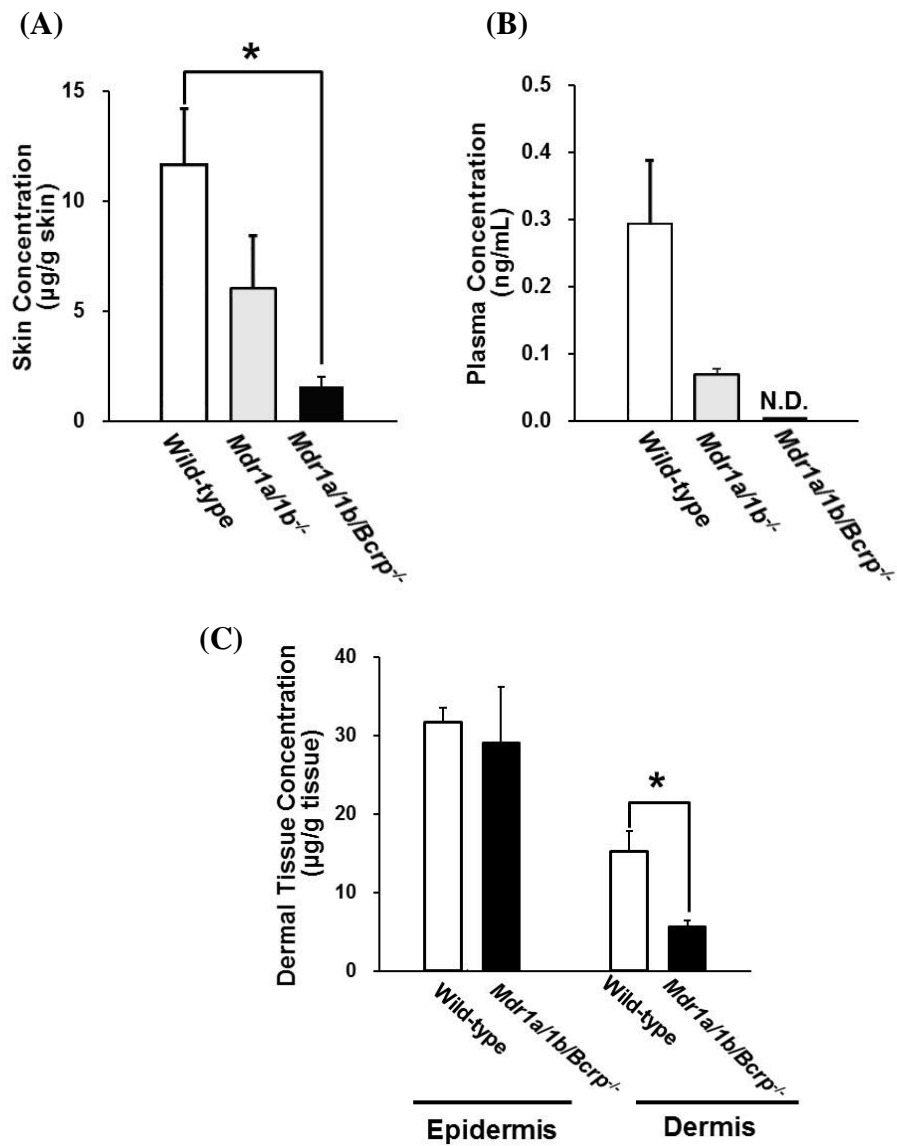 (A)
*
Skin Concentration
(µg/g skin)
15
10
5
0
Wild-type
Mdr1a/1b-/-
Mdr1a/1b/Bcrp-/-
(B)
Plasma Concentration
(ng/mL)
0.5
0.4
0.3
0.2
0.1
0.0
N.D.
Wild-type
Mdr1a/1b-/-
Mdr1a/1b/Bcrp-/-
(C)
Dermal Tissue Concentration
(µg/g tissue)
40
30
20
10
0
*
Wild-type
Mdr1a/1b/Bcrp-/-
Wild-type
Mdr1a/1b/Bcrp-/-
Epidermis
Dermis